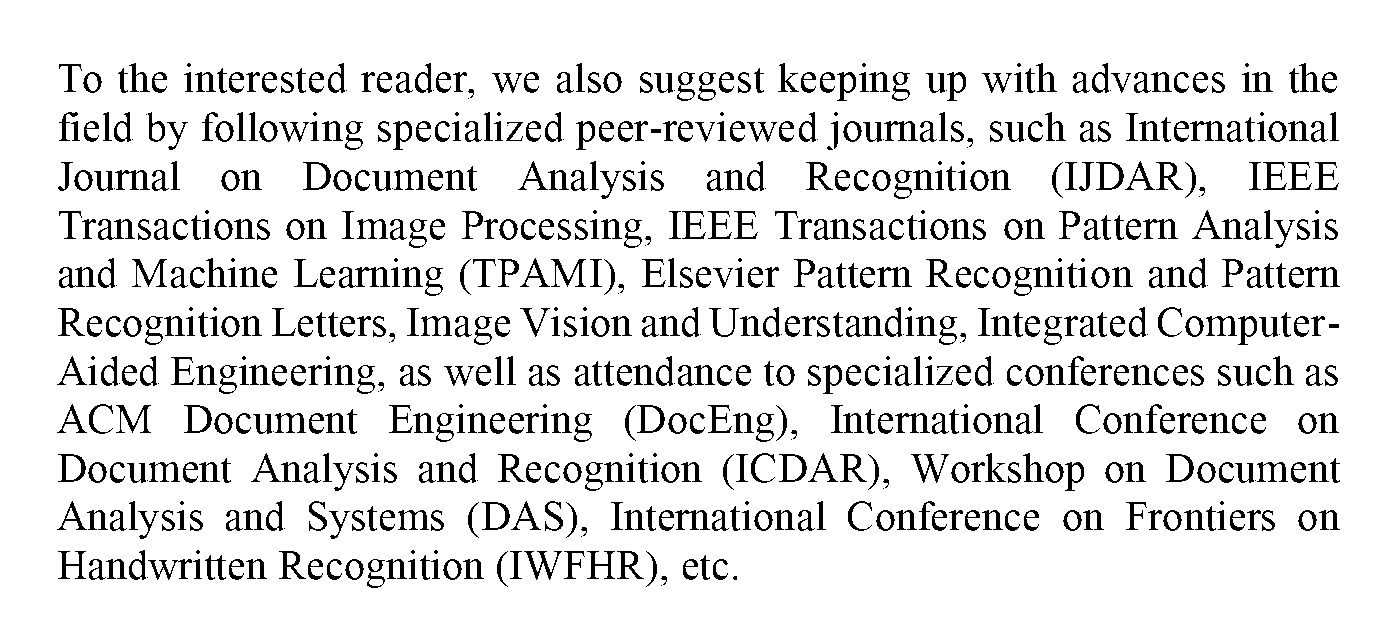 To the interested reader, we also suggest keeping up with advances in the
field by following specialized peer-reviewed journals, such as International
Journal on Document Analysis and Recognition (IJDAR), IEEE
Transactions on Image Processing, IEEE Transactions on Pattern Analysis
and Machine Learning (TPAMI), Elsevier Pattern Recognition and Pattern
Recognition Letters, Image Vision and Understanding, Integrated Computer-
Aided Engineering, as well as attendance to specialized conferences such as
ACM Document Engineering (DocEng), International Conference on
Document Analysis and Recognition (ICDAR), Workshop on Document
Analysis and Systems (DAS), International Conference on Frontiers on
Handwritten Recognition (IWFHR), etc.